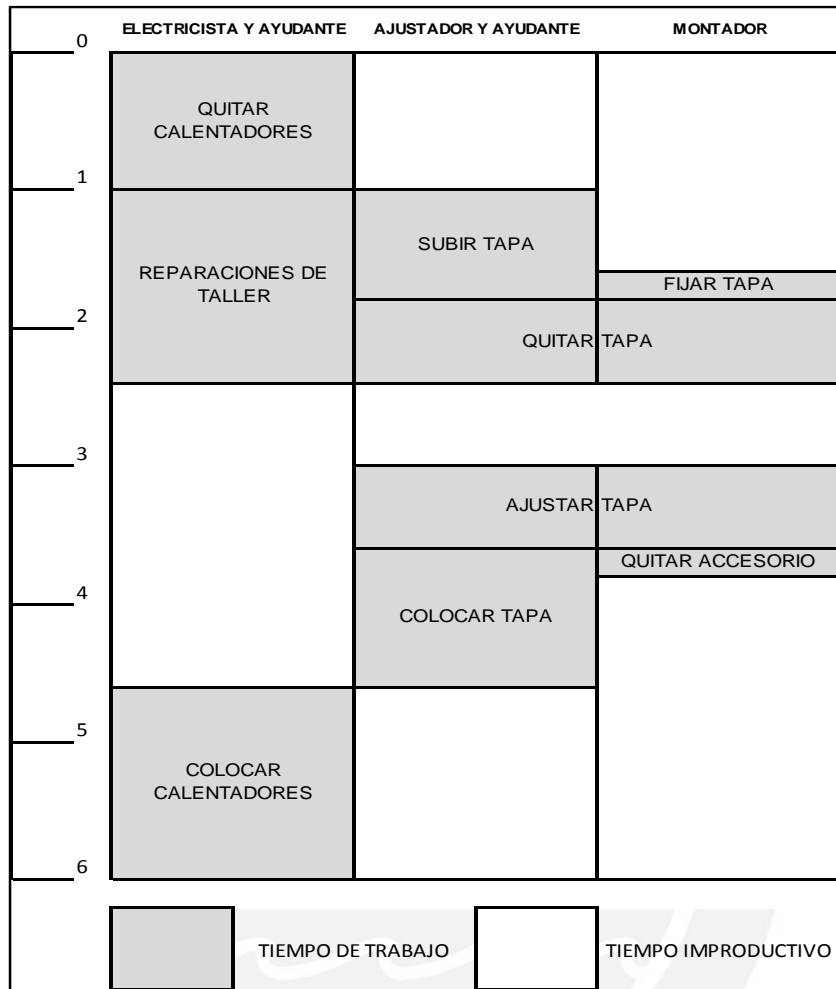 ELECTRICISTA Y AYUDANTE AJUSTADOR Y AYUDANTE MONTADOR
0
QUITAR
CALENTADORES
1
SUBIR TAPA
REPARACIONES DE
TALLER
FIJAR TAPA
2
QUITAR TAPA
3
AJUSTAR TAPA
QUITAR ACCESORIO
4
COLOCAR TAPA
5
COLOCAR
CALENTADORES
6
TIEMPO DE TRABAJO
TIEMPO IMPRODUCTIVO